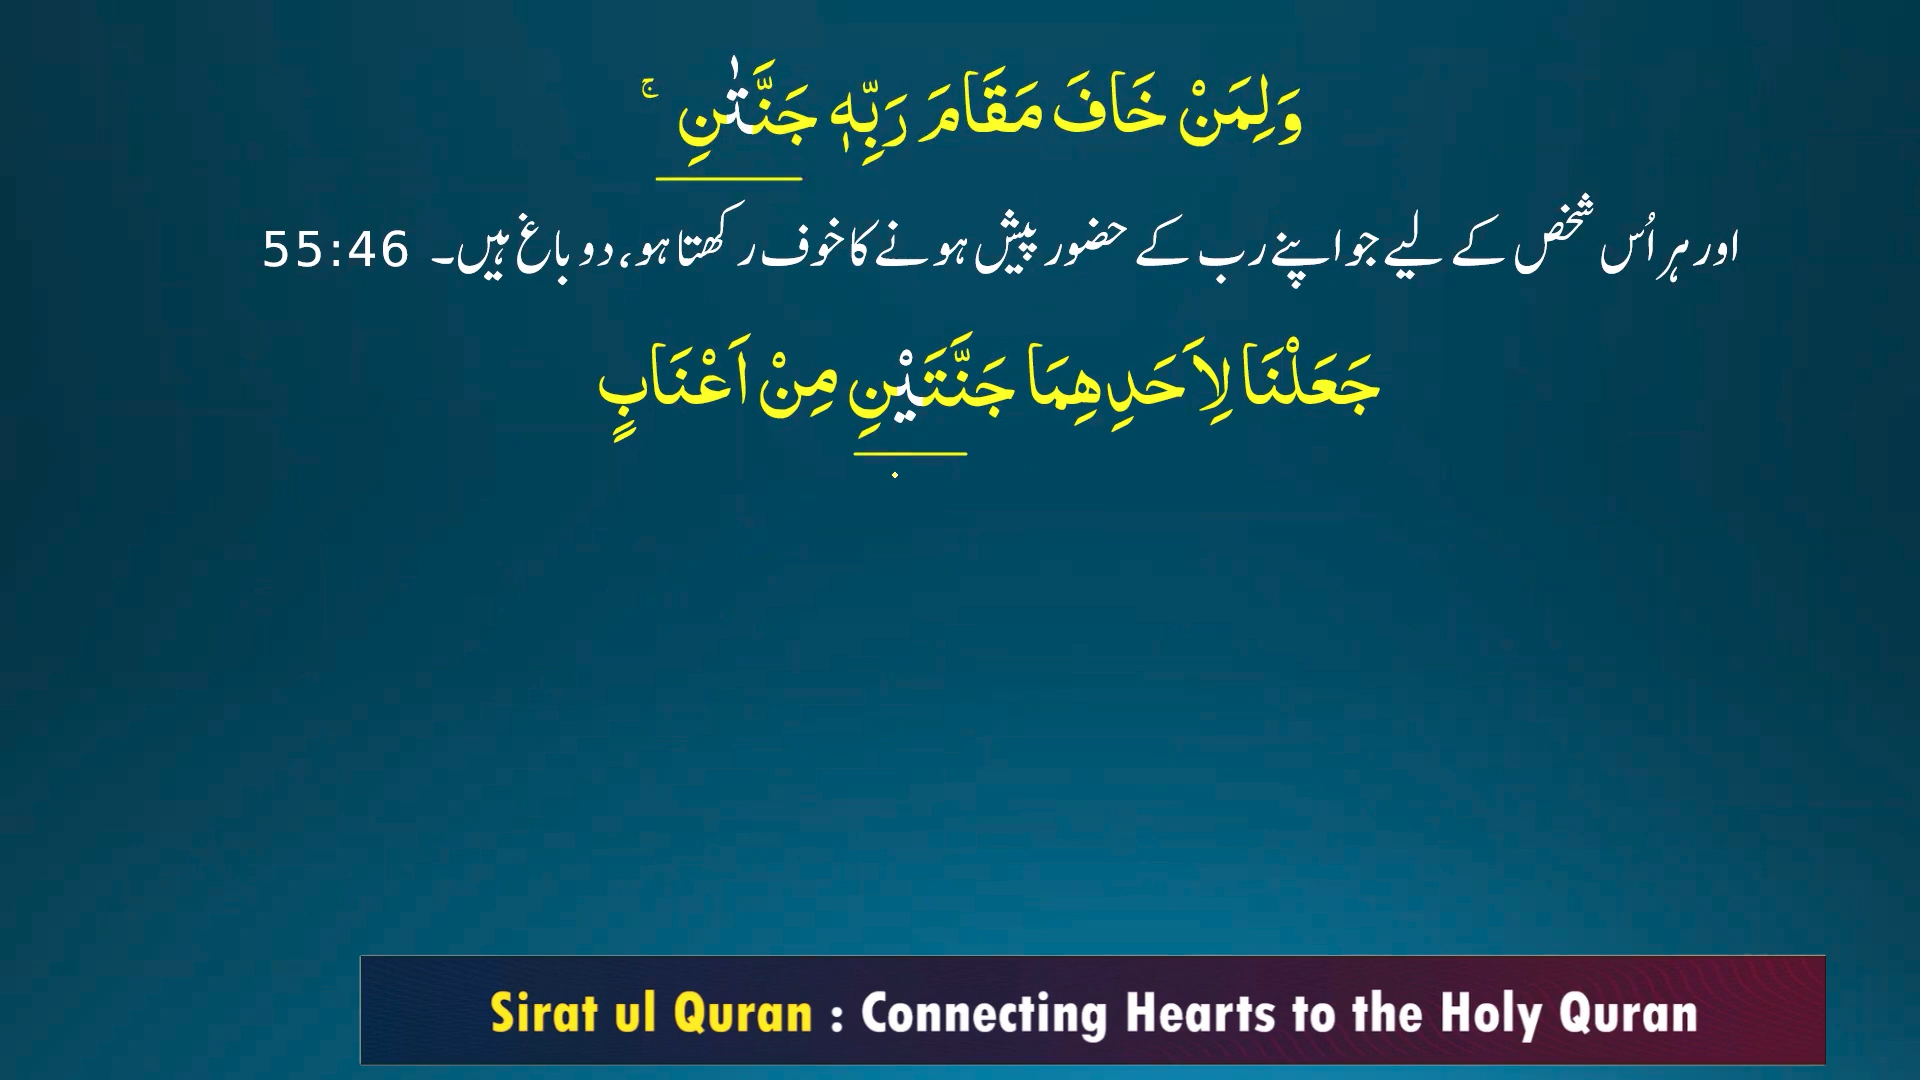 وَلِمَنْ خَافَ مَقَامَ رَبِّهٖ جَنَّتٰنِ ۚ
اور ہر اُس شخص کے لیے جو اپنے رب کے حضور پیش ہونے کا خوف رکھتا ہو، دو باغ ہیں۔ 55:46
جَعَلْنَا لِاَحَدِهِمَا جَنَّتَيْنِ مِنْ اَعْنَابٍ
Sirat ul Quran : Connecting Hearts to the Holy Quran